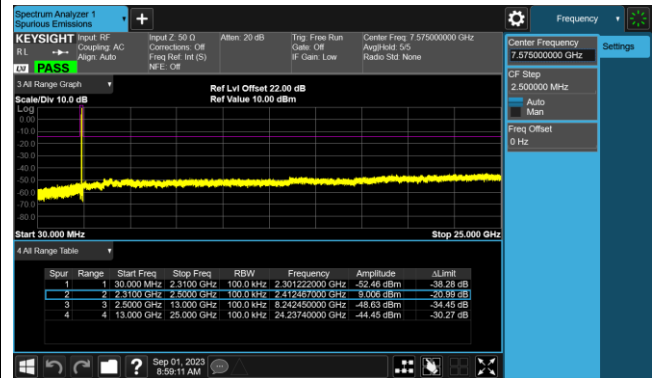 Spectrum Analyzer 1
Spurious Emissions
Frequency
KEYSIGHT
RL
LXI
PASS
Input: RF
Coupling: AC
Align: Auto
Input Z: 50 Ω
Corrections: Off
Freq Ref: Int (S)
NFE: Off
Atten: 20 dB
Trig: Free Run
Gate: Off
IF Gain: Low
Center Freq: 7.575000000 GHz
Avg|Hold: 5/5
Radio Std: None
Center Frequency
7.575000000 GHz
Settings
CF Step
2.500000 MHz
Auto
Man
Freq Offset
0 Hz
3 All Range Graph
Scale/Div 10.0 dB
Ref Lvl Offset 22.00 dB
Ref Value 10.00 dBm
Log
0.00
-10.0
-20.0
-30.0
-40.0
-50.0
-60.0
-70.0
-80.0
Start 30.000 MHz
Stop 25.000 GHz
4 All Range Table
Spur Range Start Freq Stop Freq RBW Frequency Amplitude ΔLimit
1 1 30.000 MHz 2.3100 GHz 100.0 kHz 2.301222000 GHz -52.46 dBm -38.28 dB
2 2 2.3100 GHz 2.5000 GHz 100.0 kHz 2.412467000 GHz 9.006 dBm -20.99 dB
3 3 2.5000 GHz 13.000 GHz 100.0 kHz 8.242450000 GHz -48.63 dBm -34.45 dB
4 4 13.000 GHz 25.000 GHz 100.0 kHz 24.23740000 GHz -44.45 dBm -30.27 dB
?
Sep 01, 2023
8:59:11 AM